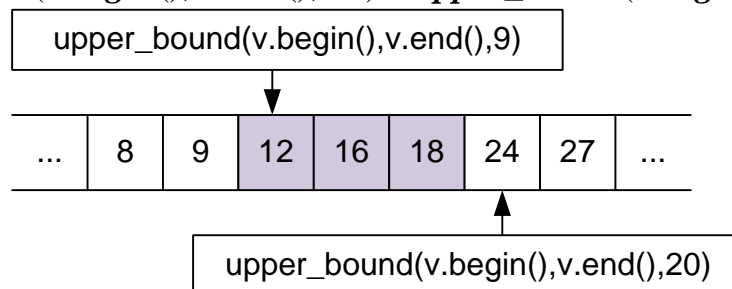 upper_bound(v.begin(),v.end(),9)
... 8 9 12 16 18 24 27 ...
upper_bound(v.begin(),v.end(),20)